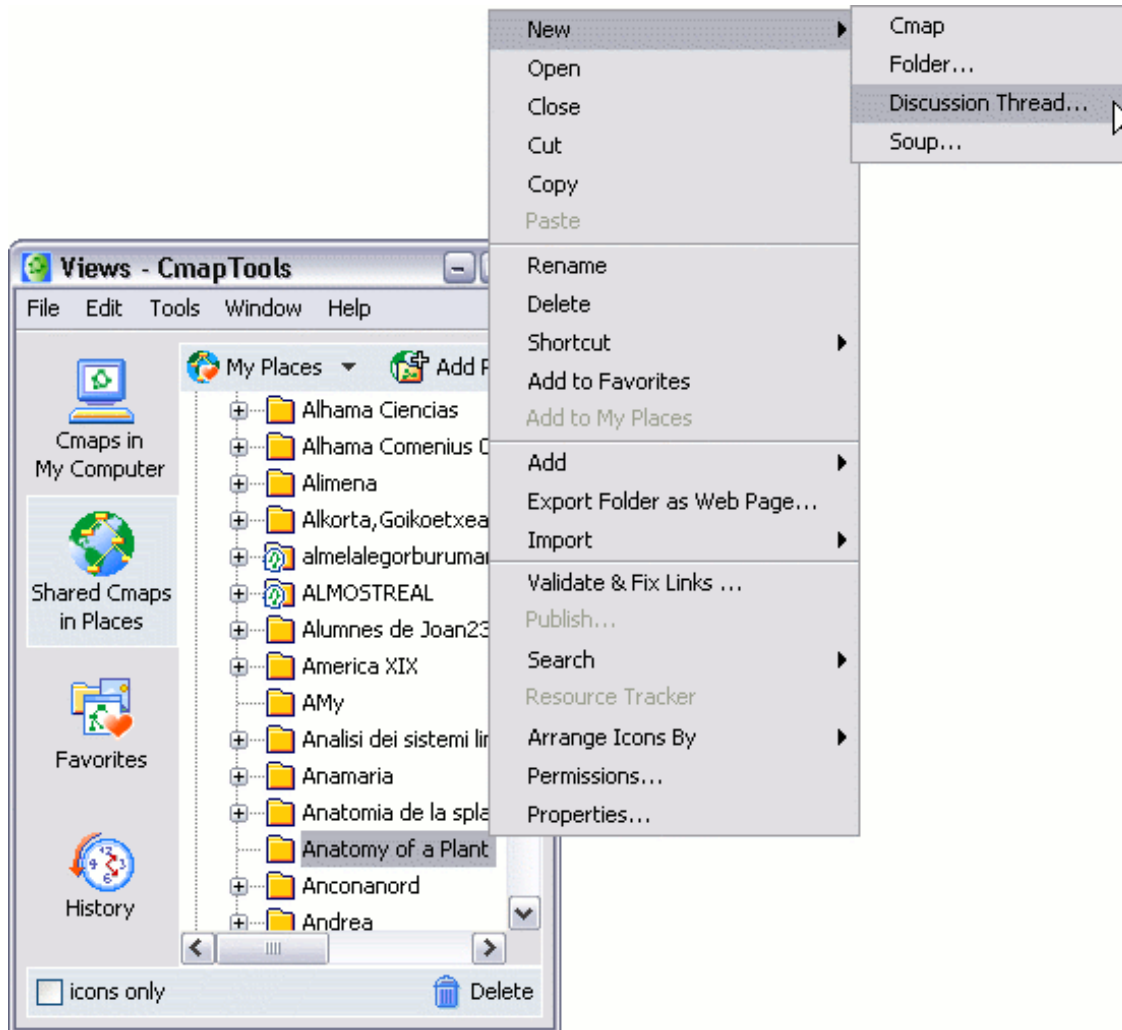 New
Open
Close
Cut
Copy
Paste
Rename
Delete
Shortcut
Add to Favorites
Add to My Places
Add
Export Folder as Web Page...
Import
Validate & Fix Links ...
Publish...
Search
Resource Tracker
Arrange Icons By
Permissions...
Properties...
Cmap
Folder...
Discussion Thread...
Soup...
Views - CmapTools
File Edit Tools Window Help
Cmaps in
My Computer
Shared Cmaps
in Places
Favorites
History
My Places Add
Alhama Ciencias
Alhama Comenius
Alimena
Alkorta,Goikoetxea
almelalegorburumar
ALMOSTREAL
Alumnes de Joan23
America XIX
AMy
Analisi dei sistemi
Anamaria
Anatomia de la spla
Anatomy of a Plant
Anconanord
Andrea
icons only
Delete